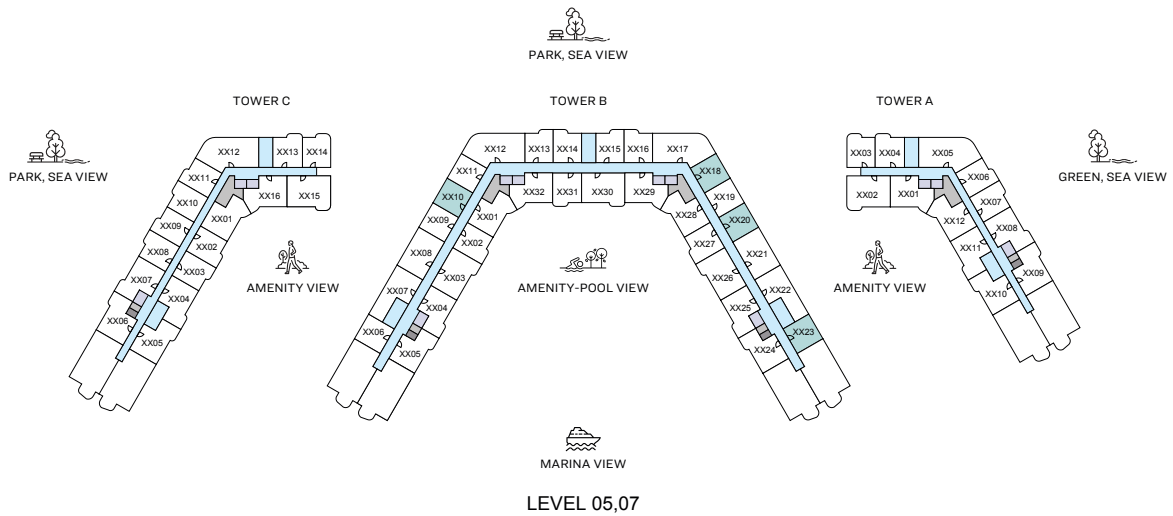 PARK, SEA VIEW
TOWER C
TOWER B
TOWER A
PARK, SEA VIEW
GREEN, SEA VIEW
XX12
XX13
XX14
XX11
XX10
XX09
XX08
XX07
XX06
XX16
XX15
XX01
XX02
XX03
XX04
XX05
XX12
XX13
XX14
XX15
XX16
XX17
XX11
XX10
XX09
XX08
XX07
XX06
XX32
XX31
XX30
XX29
XX01
XX02
XX03
XX04
XX05
XX18
XX19
XX20
XX21
XX22
XX23
XX28
XX27
XX26
XX25
XX24
XX03
XX04
XX05
XX02
XX01
XX06
XX07
XX08
XX09
XX12
XX11
XX10
AMENITY VIEW
AMENITY-POOL VIEW
AMENITY VIEW
MARINA VIEW
LEVEL 05,07